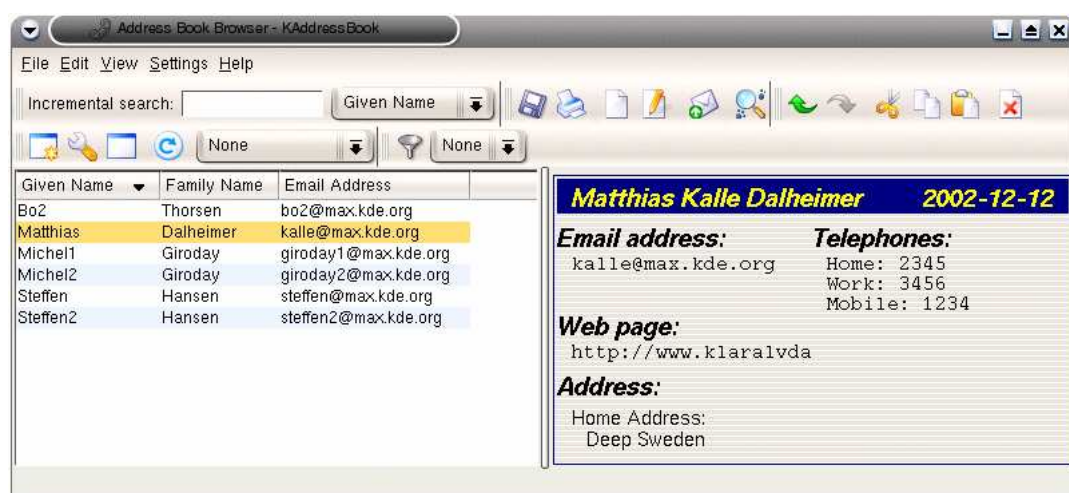 Address Book Browser - KAddressBook
File Edit View Settings Help
Incremental search: Given Name
None None
Given Name Family Name Email Address
Bo2 Thorsen bo2@max.kde.org
Matthias Dalheimer kalle@max.kde.org
Michel1 Giroday giroday1@max.kde.org
Michel2 Giroday giroday2@max.kde.org
Steffen Hansen steffen@max.kde.org
Steffen2 Hansen steffen2@max.kde.org
Matthias Kalle Dalheimer 2002-12-12
Email address: Telephones:
kalle@max.kde.org Home: 2345
Work: 3456
Mobile: 1234
Web page:
http://www.klaralvda
Address:
Home Address:
Deep Sweden